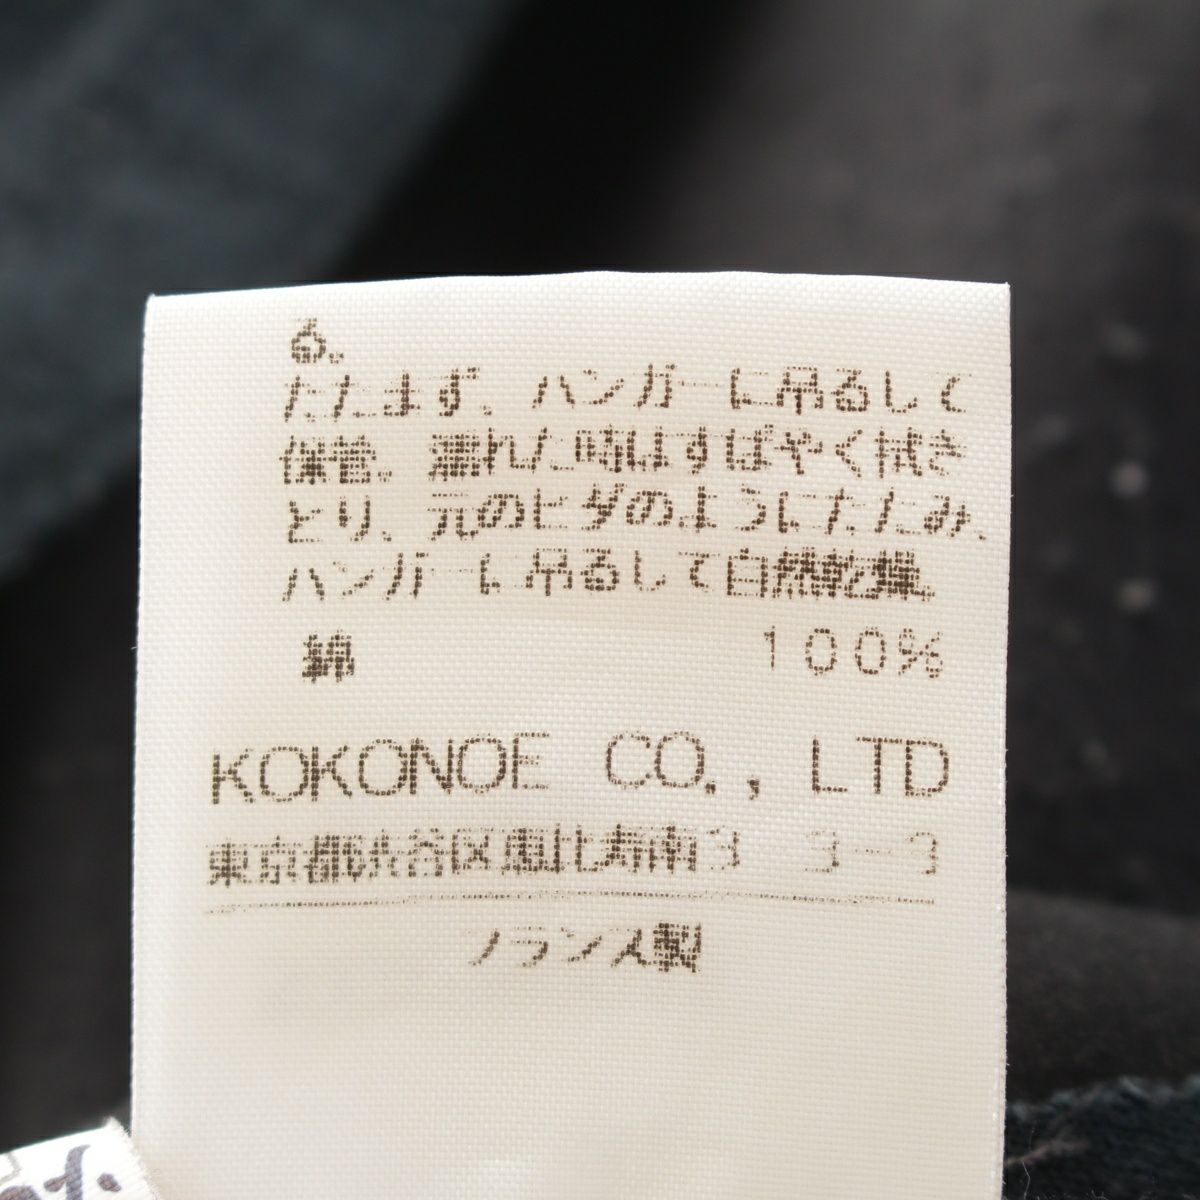 る。
たたまず、ハンガーに吊るして
保管。濡れた時はすばやく拭き
とり、元のヒダのようにたたみ、
ハンガーに吊るして自然乾燥。
綿 100%
KOKONOE CO., LTD
東京都渋谷区恵比寿南3 3-3
フランス製